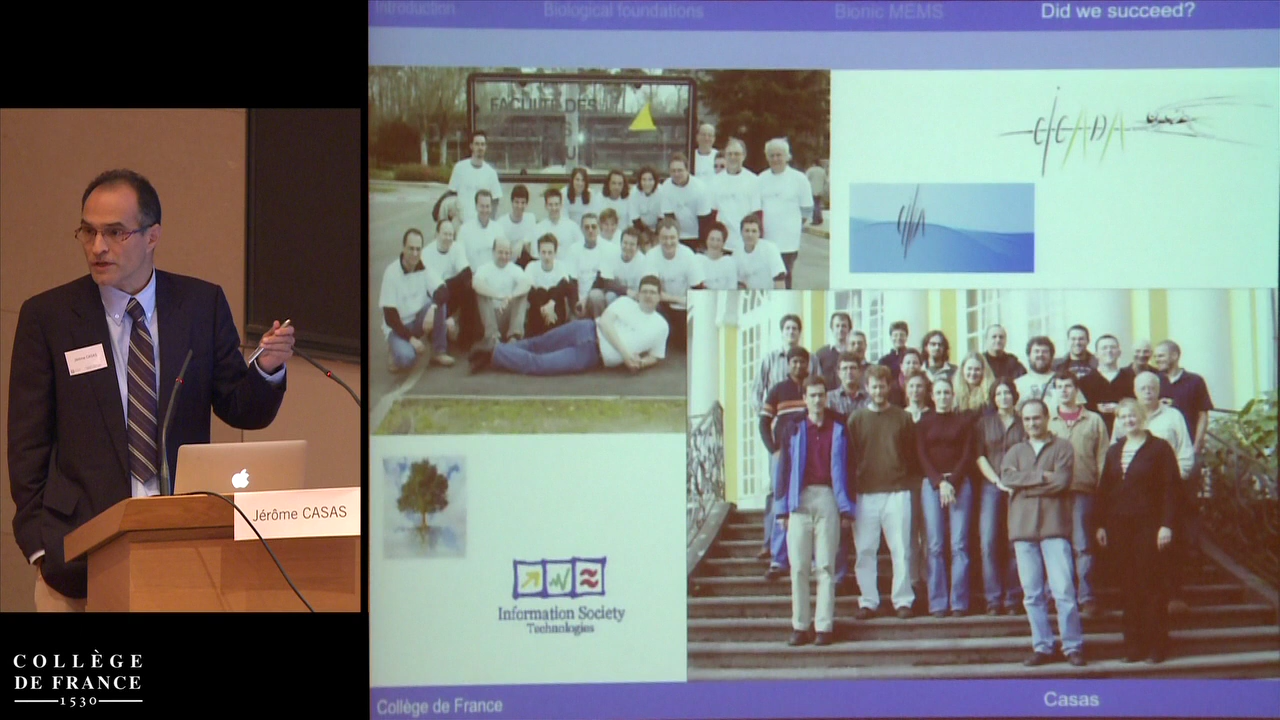 Introduction
Biological foundations
Bionic MEMS
Did we succeed?
FACULTE DES
CICADA
CILIA
Jérôme CASAS
Information Society
Technologies
COLLÈGE
DE FRANCE
1530
Collège de France
Casas